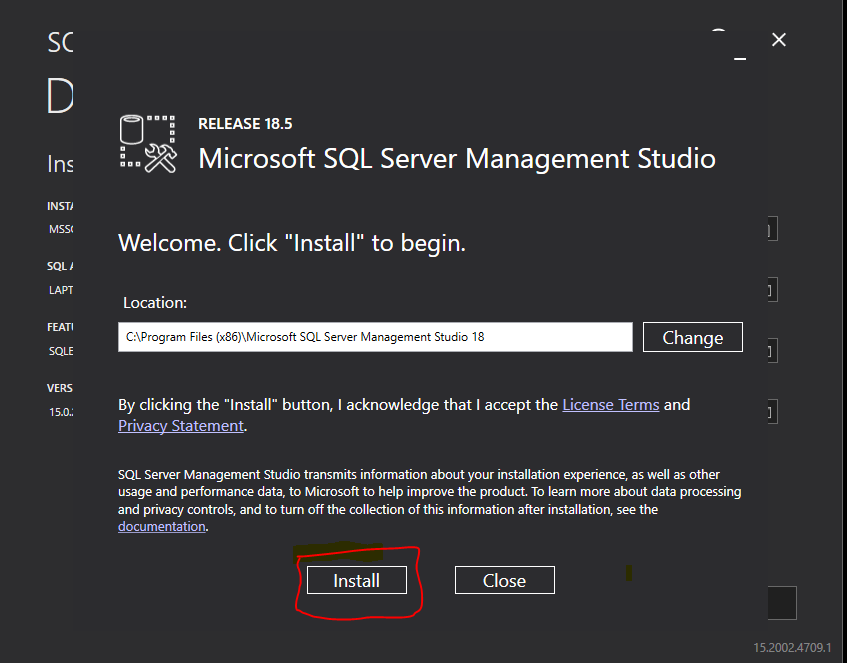 SC
D
RELEASE 18.5
Microsoft SQL Server Management Studio
Ins
INSTA
MSSC
Welcome. Click "Install" to begin.
SQL A
LAPT
Location:
FEATU
C:\Program Files (x86)\Microsoft SQL Server Management Studio 18
Change
SQLE
VERS
15.0.2
By clicking the "Install" button, I acknowledge that I accept the License Terms and
Privacy Statement.
SQL Server Management Studio transmits information about your installation experience, as well as other
usage and performance data, to Microsoft to help improve the product. To learn more about data processing
and privacy controls, and to turn off the collection of this information after installation, see the
documentation.
Install
Close
15.2002.4709.1